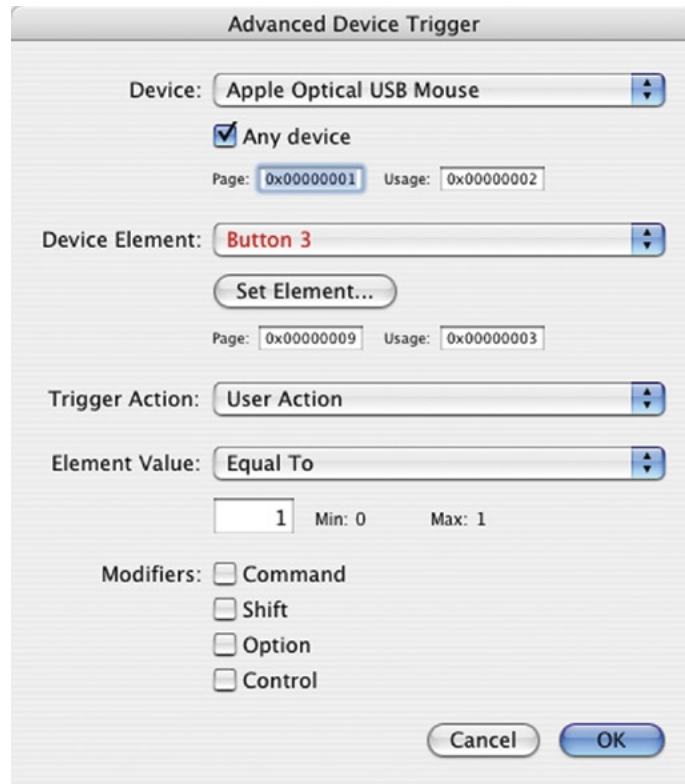 Advanced Device Trigger
Device: Apple Optical USB Mouse
Any device
Page: 0x00000001 Usage: 0x00000002
Device Element: Button 3
Set Element...
Page: 0x00000009 Usage: 0x00000003
Trigger Action: User Action
Element Value: Equal To
1 Min: 0 Max: 1
Modifiers: Command
Shift
Option
Control
Cancel OK